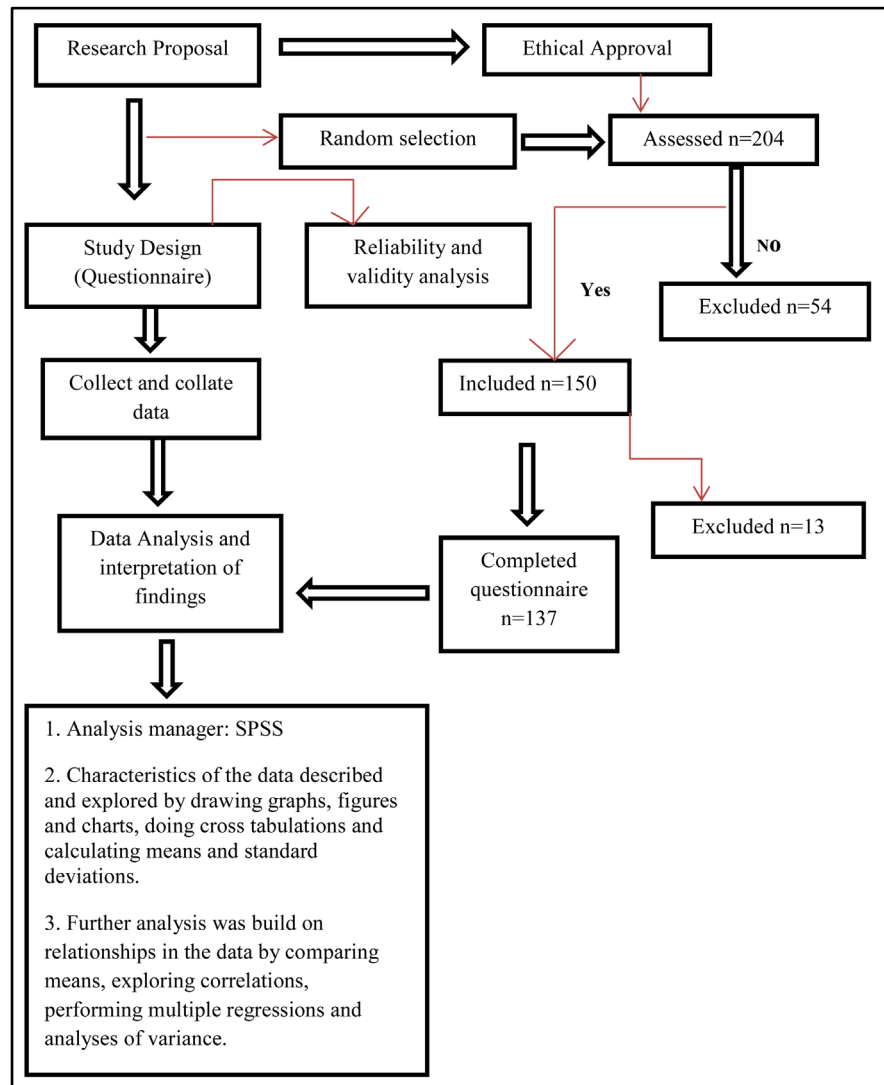 Research Proposal
Ethical Approval
Random selection
Assessed n=204
Study Design
(Questionnaire)
Reliability and
validity analysis
No
Yes
Excluded n=54
Collect and collate
data
Included n=150
Excluded n=13
Data Analysis and
interpretation of
findings
Completed
questionnaire
n=137
1. Analysis manager: SPSS
2. Characteristics of the data described
and explored by drawing graphs, figures
and charts, doing cross tabulations and
calculating means and standard
deviations.
3. Further analysis was build on
relationships in the data by comparing
means, exploring correlations,
performing multiple regressions and
analyses of variance.